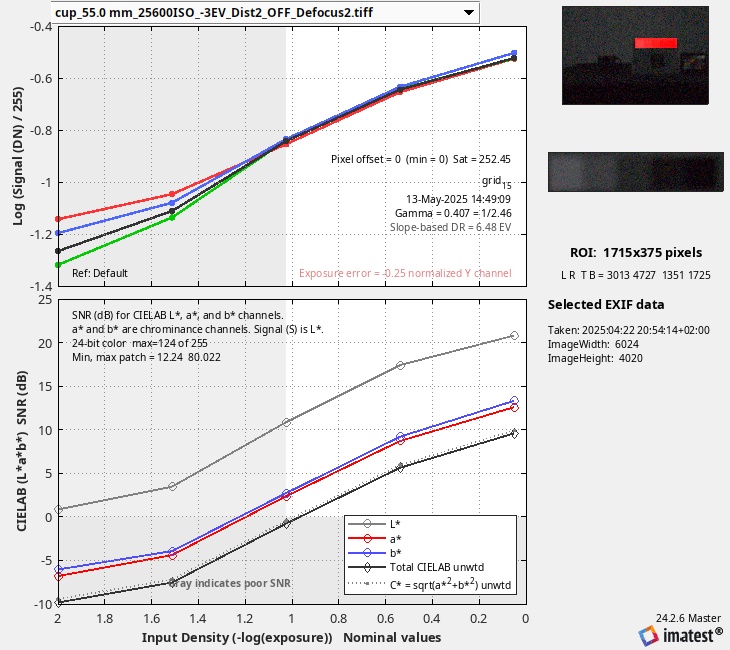 cup_55.0 mm_25600ISO_-3EV_Dist2_OFF_Defocus2.tiff
-0.4
-0.6
-0.8
-1
-1.2
-1.4
Log (Signal (DN) / 255)
Pixel offset = 0 (min = 0) Sat = 252.45
grid15
13-May-2025 14:49:09
Gamma = 0.407 = 1/2.46
Slope-based DR = 6.48 EV
Ref: Default
Exposure error = -0.25 normalized Y channel
ROI: 1715x375 pixels
L R T B = 3013 4727 1351 1725
Selected EXIF data
Taken: 2025:04:22 20:54:14+02:00
ImageWidth: 6024
ImageHeight: 4020
25
20
15
10
5
0
-5
-10
CIELAB (L*a*b*) SNR (dB)
SNR (dB) for CIELAB L*, a*, and b* channels.
a* and b* are chrominance channels. Signal (S) is L*.
24-bit color max=124 of 255
Min, max patch = 12.24 80.022
L*
a*
b*
Total CIELAB unwtd
C* = sqrt(a*2+b*2) unwtd
Gray indicates poor SNR
2 1.8 1.6 1.4 1.2 1 0.8 0.6 0.4 0.2 0
Input Density (-log(exposure)) Nominal values
24.2.6 Master
imatest®